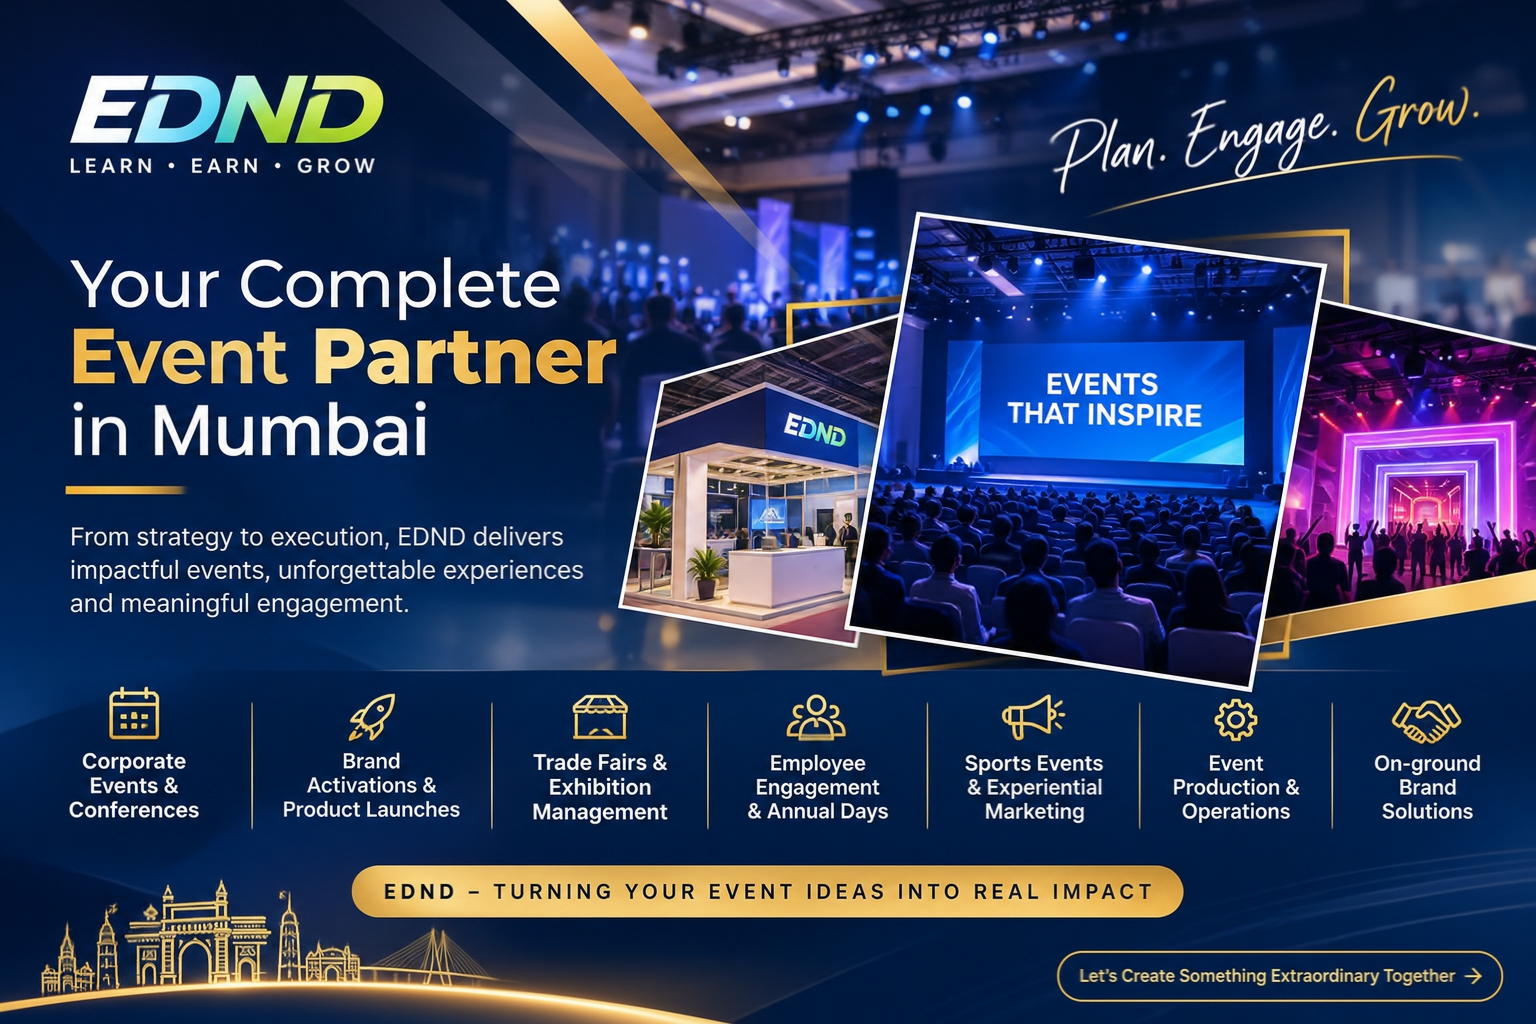 EDND
LEARN • EARN • GROW
Plan. Engage. Grow.
Your Complete
Event Partner
in Mumbai
From strategy to execution, EDND delivers
impactful events, unforgettable experiences
and meaningful engagement.
EDND
EVENTS
THAT INSPIRE
Corporate
Events &
Conferences
Brand
Activations &
Product Launches
Trade Fairs &
Exhibition
Management
Employee
Engagement
& Annual Days
Sports Events
& Experiential
Marketing
Event
Production &
Operations
On-ground
Brand
Solutions
EDND – TURNING YOUR EVENT IDEAS INTO REAL IMPACT
Let's Create Something Extraordinary Together →